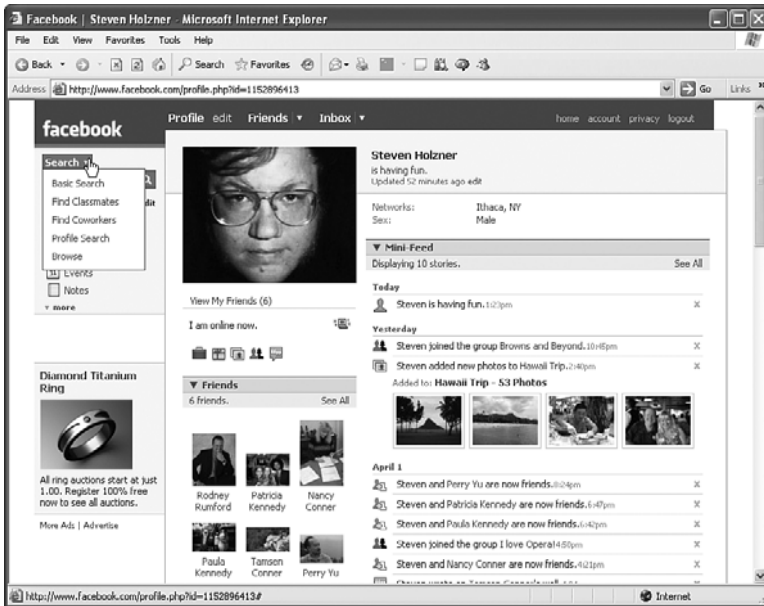 Facebook | Steven Holzner - Microsoft Internet Explorer
File Edit View Favorites Tools Help
Back Search Favorites
Address http://www.facebook.com/profile.php?id=1152896413 Go Links
facebook
Profile edit Friends Inbox home account privacy logout
Search
Basic Search
Find Classmates
Find Coworkers
Profile Search
Browse
Events
Notes
more
Diamond Titanium
Ring
All ring auctions start at just
1.00. Register 100% free
now to see all auctions.
More Ads | Advertise
View My Friends (6)
I am online now.
Friends
6 friends. See All
Rodney
Rumford
Patricia
Kennedy
Nancy
Conner
Paula
Kennedy
Tamsen
Conner
Perry Yu
Steven Holzner
is having fun.
Updated 52 minutes ago edit
Networks: Ithaca, NY
Sex: Male
Mini-Feed
Displaying 10 stories. See All
Today
Steven is having fun. 1:23pm
Yesterday
Steven joined the group Browns and Beyond. 10:45pm
Steven added new photos to Hawaii Trip. 2:40pm
Added to: Hawaii Trip - 53 Photos
April 1
Steven and Perry Yu are now friends. 8:24pm
Steven and Patricia Kennedy are now friends. 6:47pm
Steven and Paula Kennedy are now friends. 6:42pm
Steven joined the group I love Opera! 4:50pm
Steven and Nancy Conner are now friends. 4:21pm
http://www.facebook.com/profile.php?id=1152896413# Internet